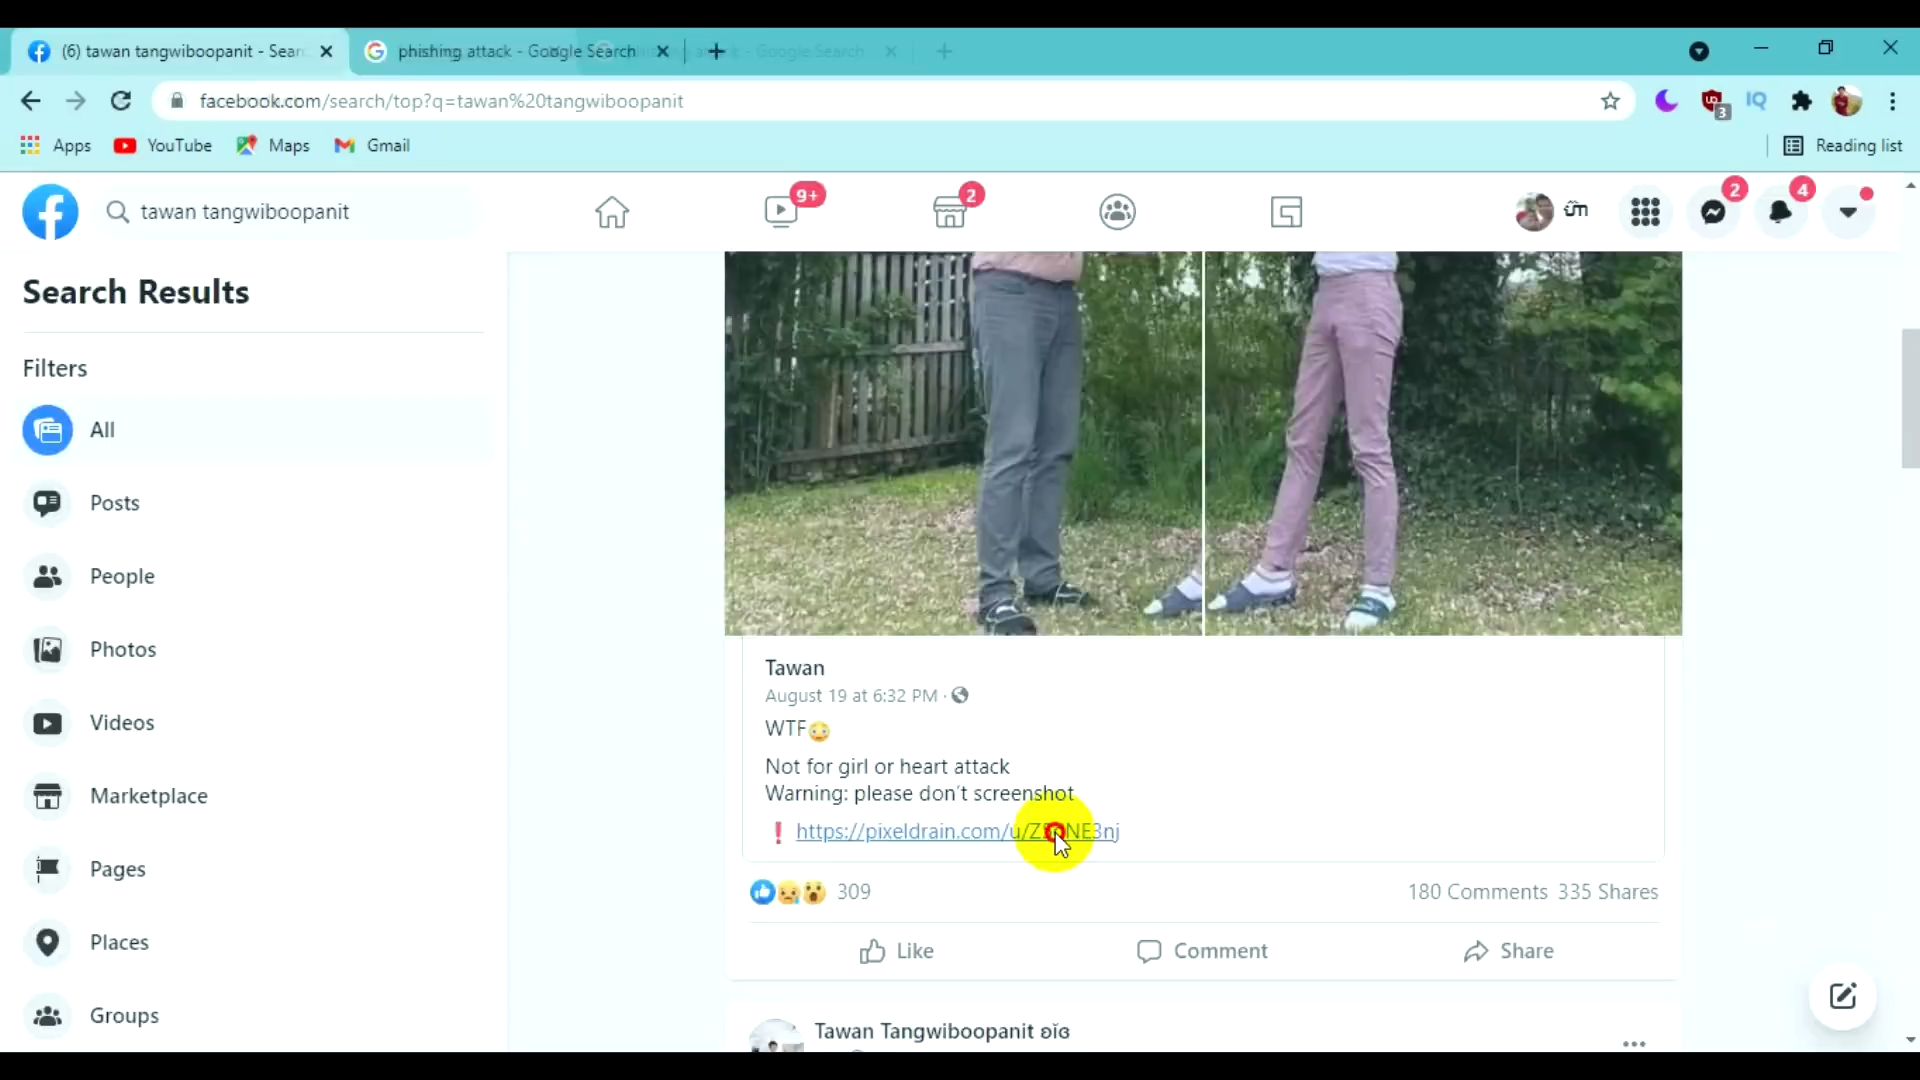 (6) tawan tangwiboopanit - Sear
phishing attack - Google Search
facebook.com/search/top?q=tawan%20tangwiboopanit
3
IQ
Apps
YouTube
Maps
Gmail
Reading list
tawan tangwiboopanit
9+
2
2
4
Search Results
Filters
All
Posts
People
Photos
Videos
Marketplace
Pages
Places
Groups
Tawan
August 19 at 6:32 PM ·
WTF😳
Not for girl or heart attack
Warning: please don't screenshot
❗ https://pixeldrain.com/u/
309
180 Comments 335 Shares
Like
Comment
Share
Tawan Tangwiboopanit